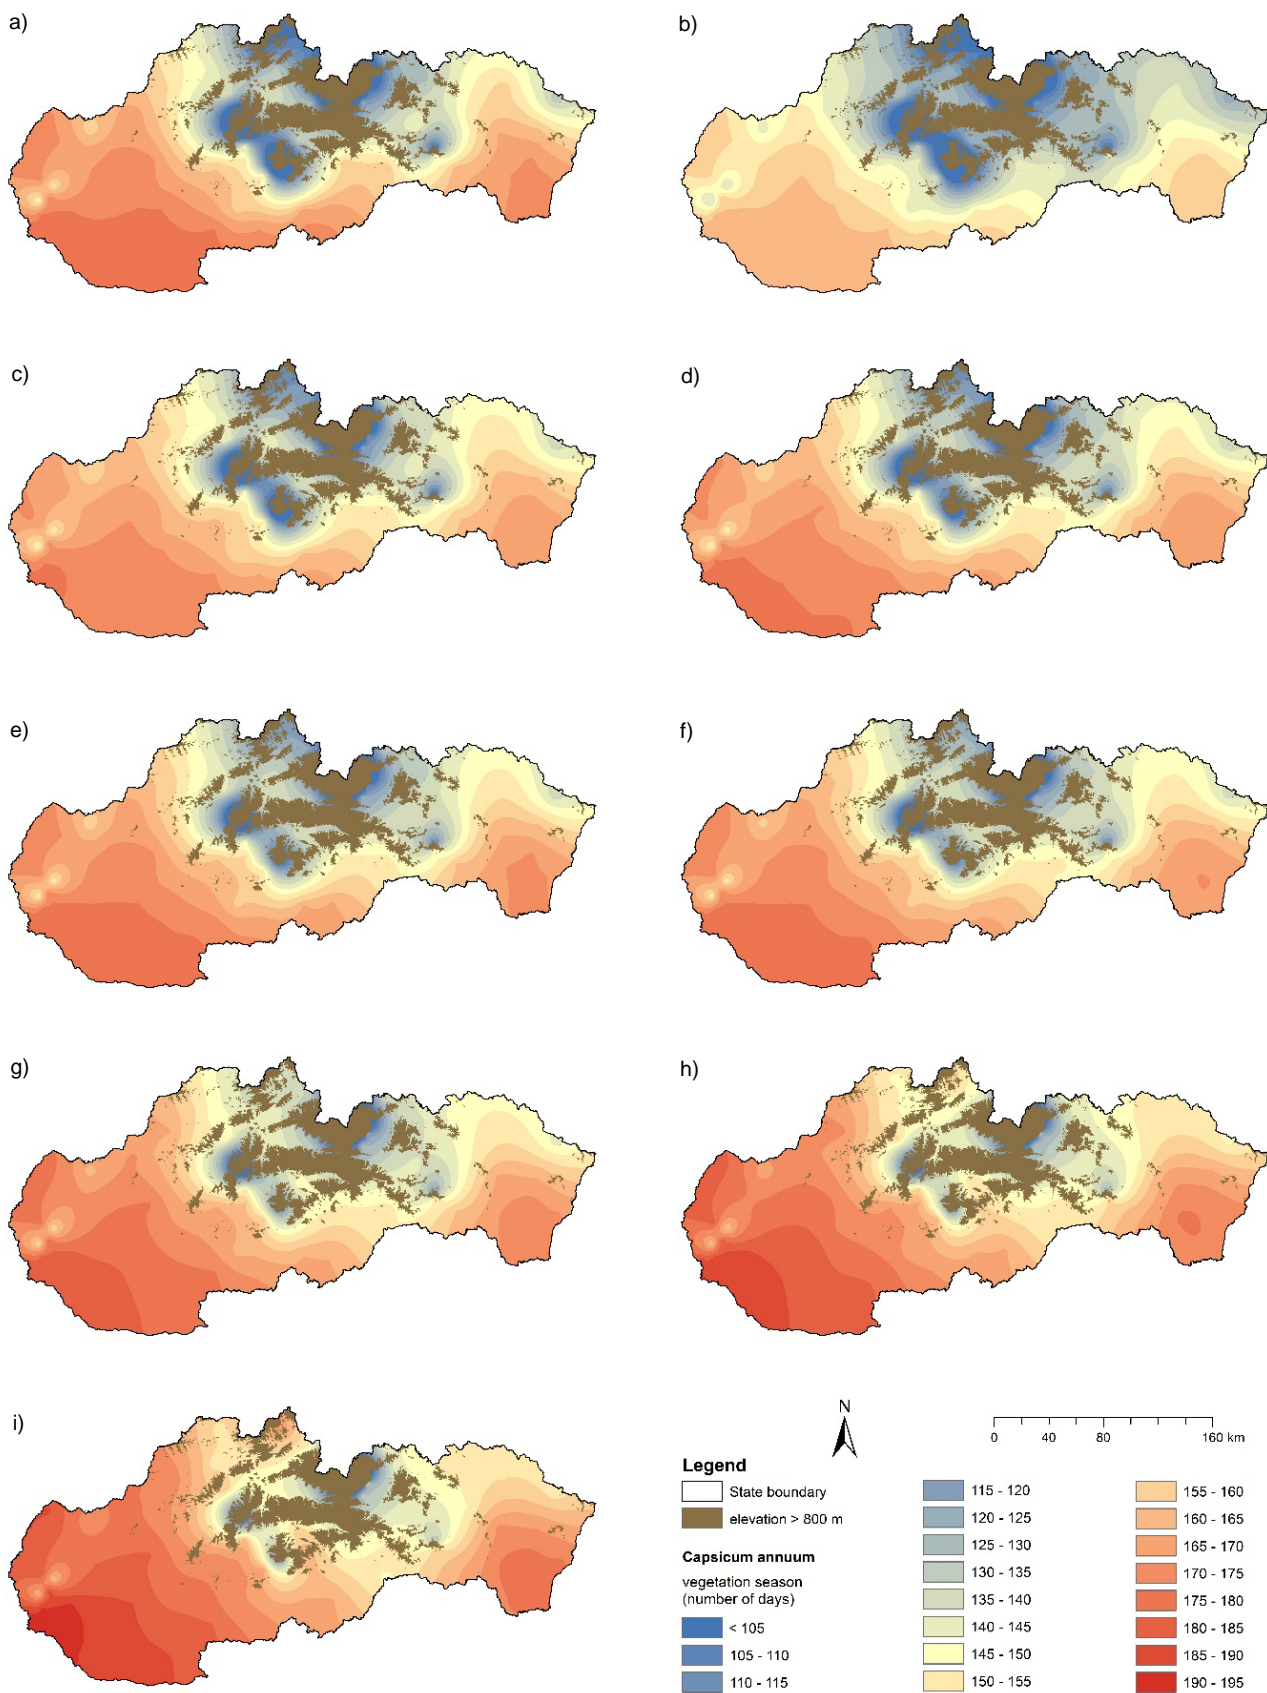 a)
b)
c)
d)
e)
f)
g)
h)
i)
N
0 40 80 160 km
Legend
State boundary
elevation > 800 m
Capsicum annuum
vegetation season
(number of days)
< 105
105 - 110
110 - 115
115 - 120
120 - 125
125 - 130
130 - 135
135 - 140
140 - 145
145 - 150
150 - 155
155 - 160
160 - 165
165 - 170
170 - 175
175 - 180
180 - 185
185 - 190
190 - 195